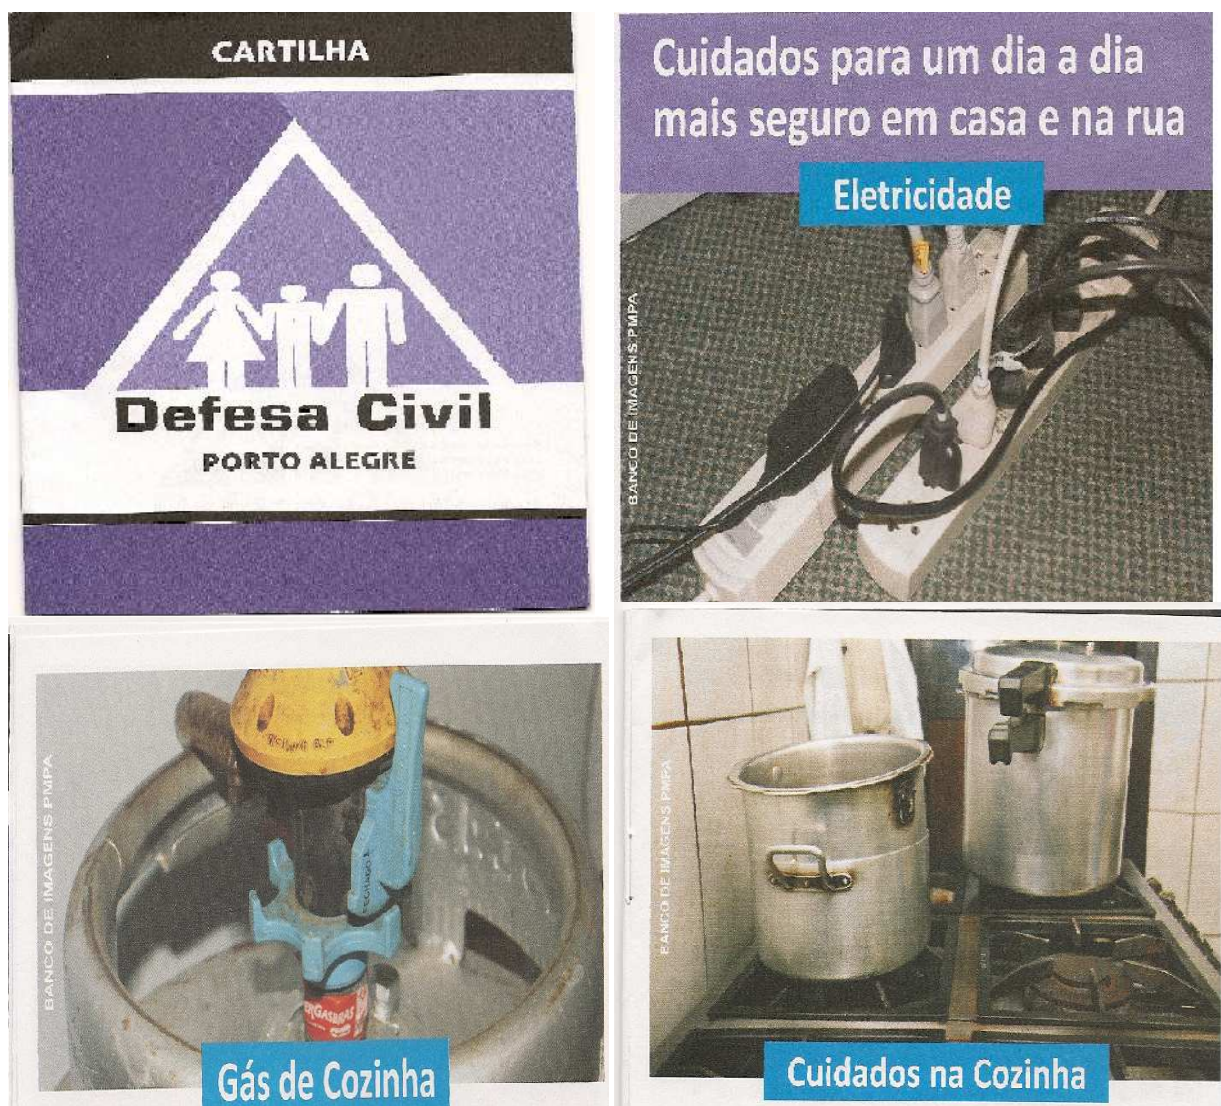 CARTILHA
Defesa Civil
PORTO ALEGRE
Cuidados para um dia a dia
mais seguro em casa e na rua
Eletricidade
BANCO DE IMAGENS PMPA
BANCO DE IMAGENS PMPA
Gás de Cozinha
BANCO DE IMAGENS PMPA
Cuidados na Cozinha